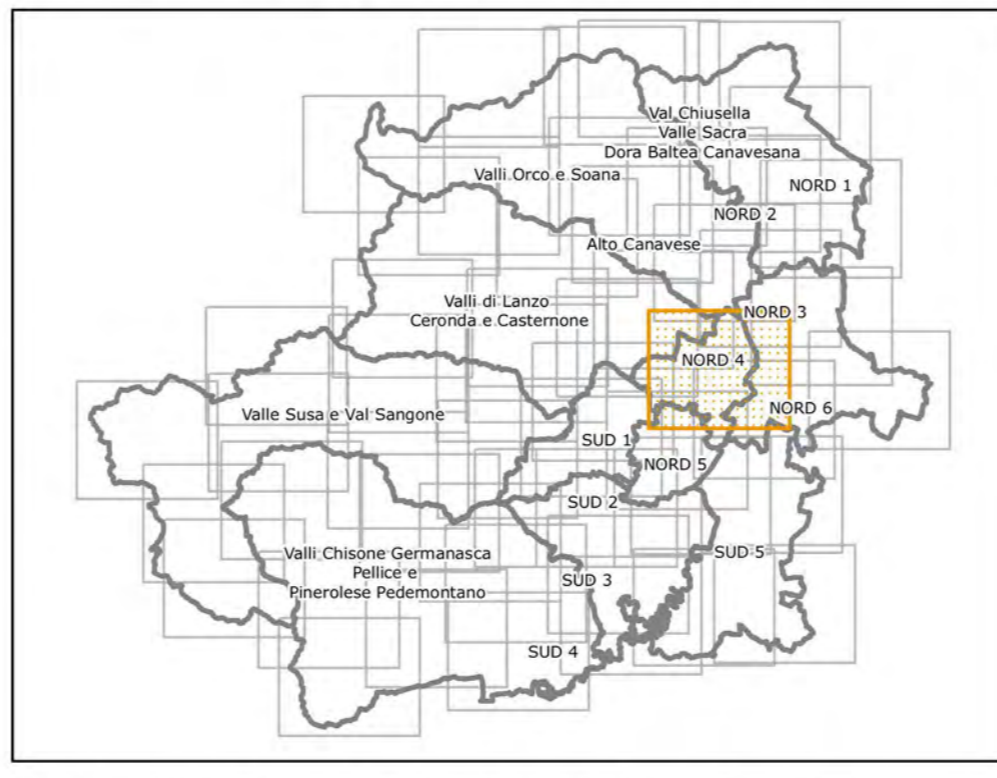 Val Chiusella
Valle Sacra
Dora Baltea Canavesana
Valli Orco e Soana
NORD 1
NORD 2
Alto Canavese
Valli di Lanzo
Ceronda e Casternone
NORD 3
NORD 4
Valle Susa e Val Sangone
NORD 6
SUD 1
NORD 5
SUD 2
Valli Chisone Germanasca
Pellice e
Pinerolese Pedemontano
SUD 5
SUD 3
SUD 4